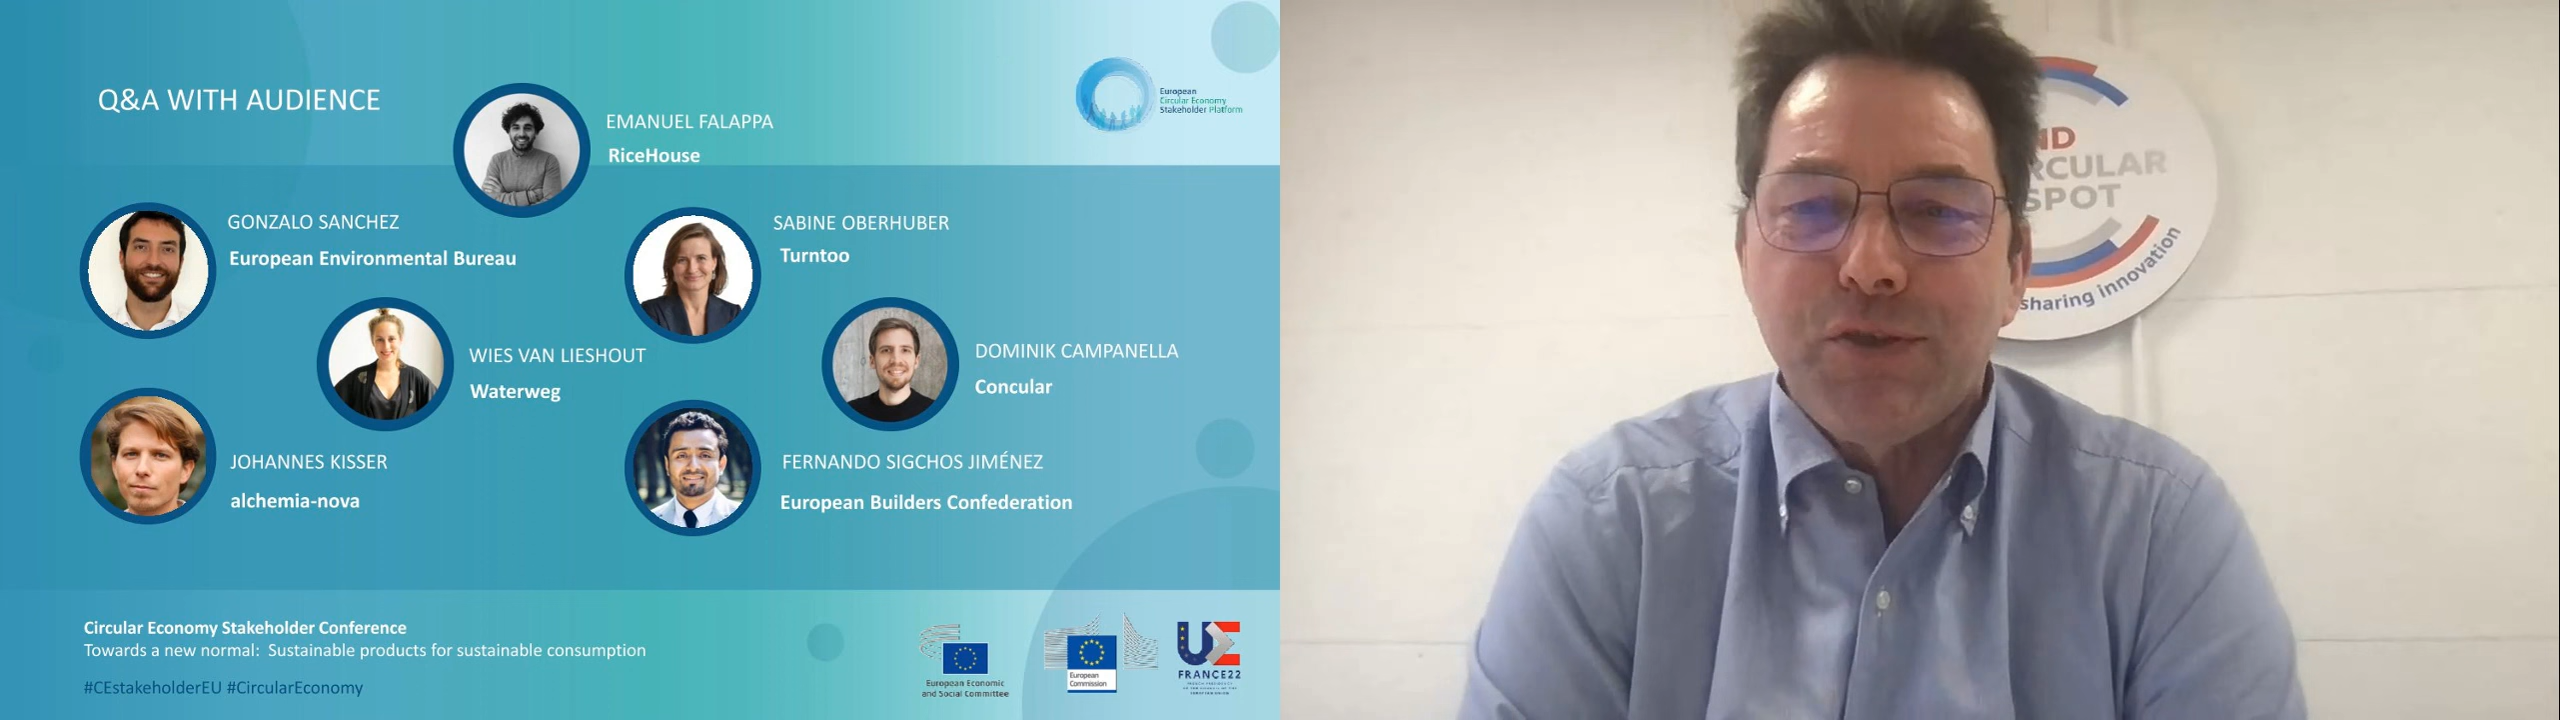 Q&A WITH AUDIENCE
EMANUEL FALAPPA
RiceHouse
European
Circular Economy
Stakeholder Platform
GONZALO SANCHEZ
European Environmental Bureau
SABINE OBERHUBER
Turntoo
WIES VAN LIESHOUT
Waterweg
DOMINIK CAMPANELLA
Concular
JOHANNES KISSER
alchemia-nova
FERNANDO SIGCHOS JIMÉNEZ
European Builders Confederation
Circular Economy Stakeholder Conference
Towards a new normal: Sustainable products for sustainable consumption
#CEstakeholderEU #CircularEconomy
European Economic
and Social Committee
European
Commission
UE
FRANCE22
ND
RCULAR
SPOT
sharing innovation